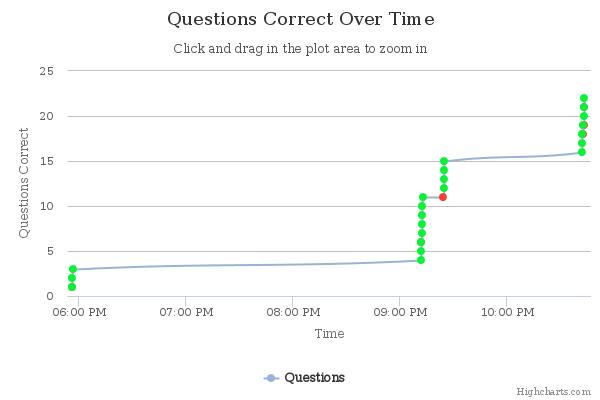 Questions Correct Over Time
Click and drag in the plot area to zoom in
25
20
15
10
5
0
Questions Correct
06:00 PM 07:00 PM 08:00 PM 09:00 PM 10:00 PM
Time
Questions
Highcharts.com